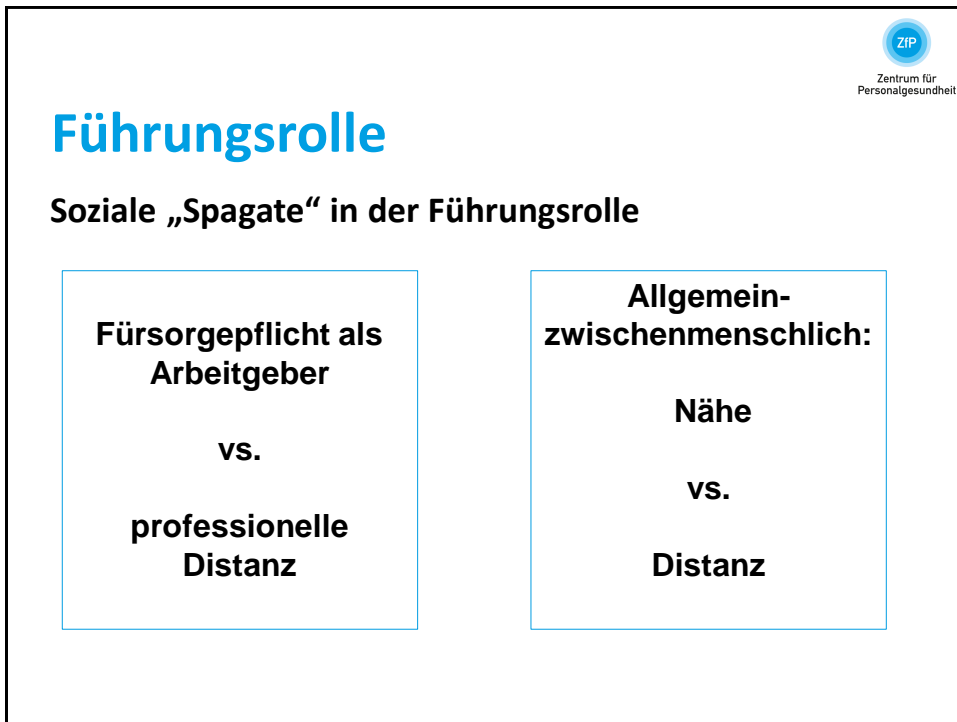 ZfP
Zentrum für
Personalgesundheit
Führungsrolle
Soziale „Spagate“ in der Führungsrolle
Fürsorgepflicht als
Arbeitgeber
vs.
professionelle
Distanz
Allgemein-
zwischenmenschlich:
Nähe
vs.
Distanz